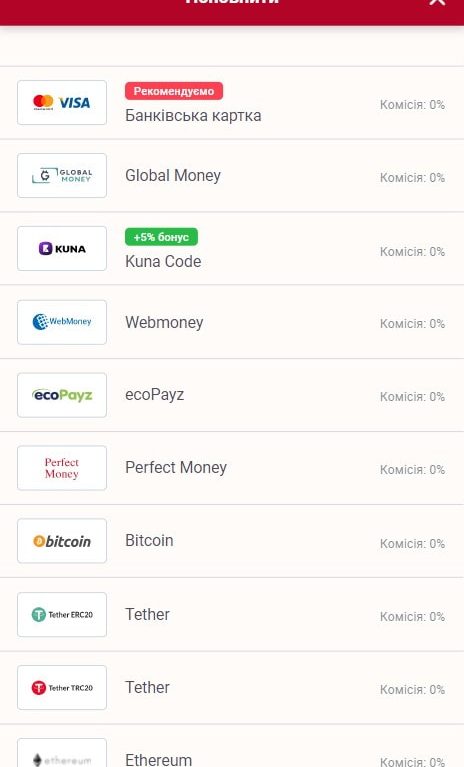 Поповнити
Рекомендуємо
VISA
Банківська картка
Комісія: 0%
GLOBAL
MONEY
Global Money
Комісія: 0%
+5% бонус
KUNA
Kuna Code
Комісія: 0%
WebMoney
Webmoney
Комісія: 0%
ecoPayz
ecoPayz
Комісія: 0%
Perfect
Money
Perfect Money
Комісія: 0%
bitcoin
Bitcoin
Комісія: 0%
Tether ERC20
Tether
Комісія: 0%
Tether TRC20
Tether
Комісія: 0%
ethereum
Ethereum
Комісія: 0%